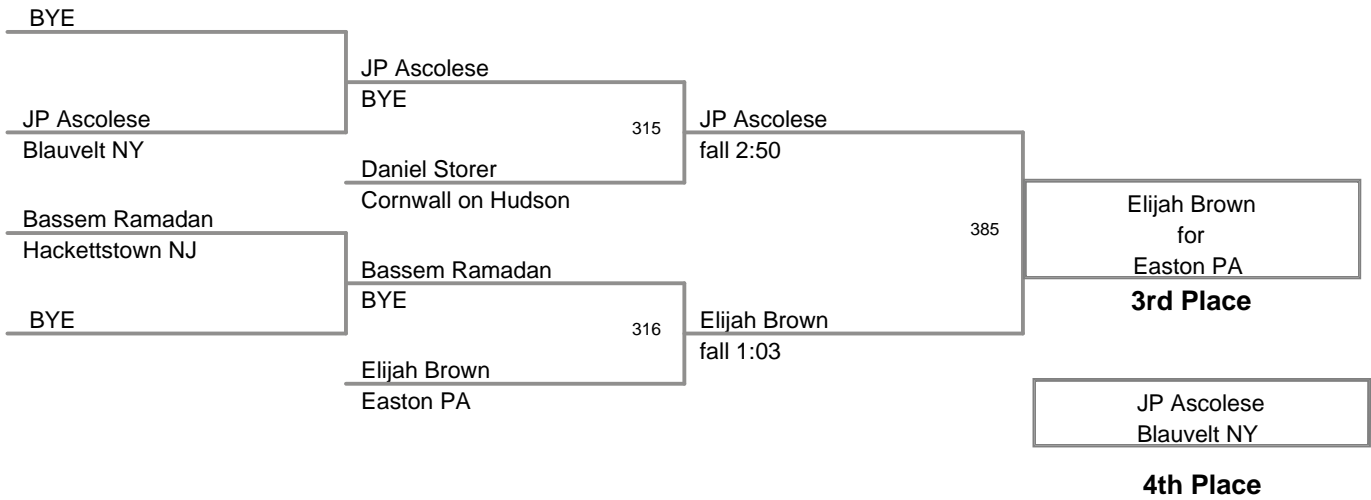 BYE
JP Ascolese
BYE
JP Ascolese
Blauvelt NY
315
JP Ascolese
fall 2:50
Daniel Storer
Cornwall on Hudson
Bassem Ramadan
Hackettstown NJ
385
Elijah Brown
for
Easton PA
3rd Place
Bassem Ramadan
BYE
BYE
316
Elijah Brown
fall 1:03
Elijah Brown
Easton PA
JP Ascolese
Blauvelt NY
4th Place